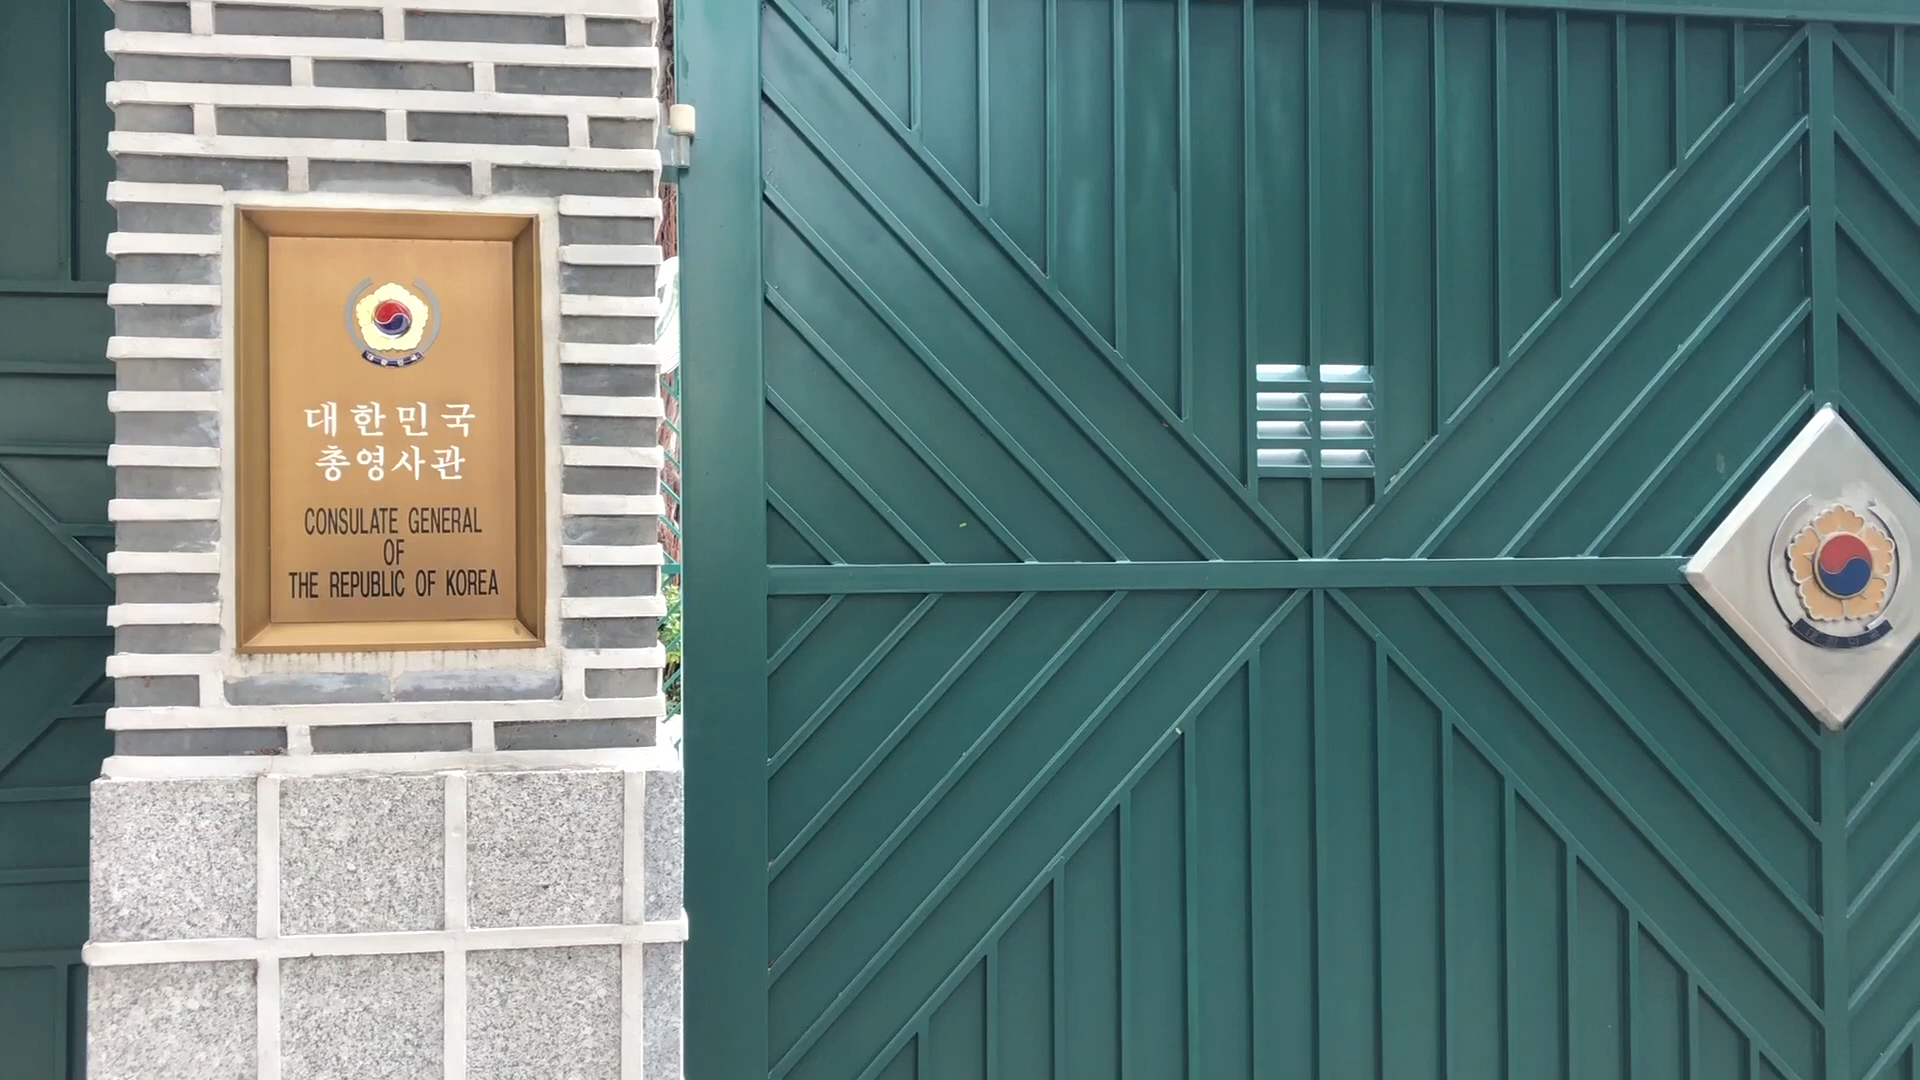 대한민국
총영사관
CONSULATE GENERAL
OF
THE REPUBLIC OF KOREA